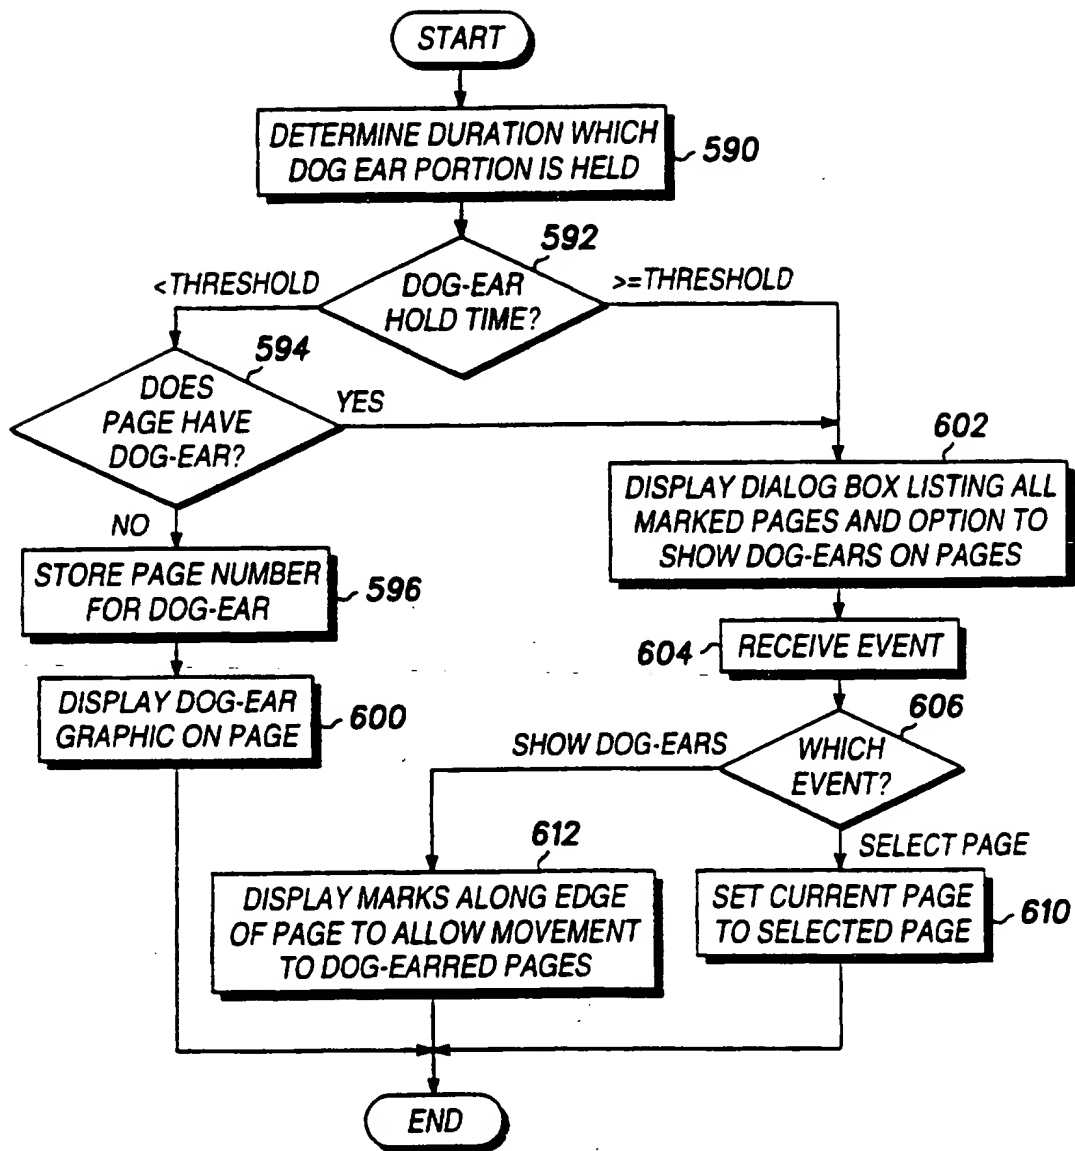 START
DETERMINE DURATION WHICH
DOG EAR PORTION IS HELD
590
592
<THRESHOLD
DOG-EAR
HOLD TIME?
>=THRESHOLD
594
DOES
PAGE HAVE
DOG-EAR?
YES
NO
602
DISPLAY DIALOG BOX LISTING ALL
MARKED PAGES AND OPTION TO
SHOW DOG-EARS ON PAGES
STORE PAGE NUMBER
FOR DOG-EAR
596
604
RECEIVE EVENT
DISPLAY DOG-EAR
GRAPHIC ON PAGE
600
606
SHOW DOG-EARS
WHICH
EVENT?
612
SELECT PAGE
DISPLAY MARKS ALONG EDGE
OF PAGE TO ALLOW MOVEMENT
TO DOG-EARRED PAGES
SET CURRENT PAGE
TO SELECTED PAGE
610
END